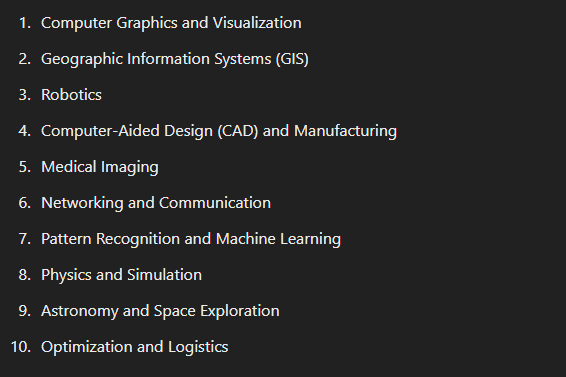 1. Computer Graphics and Visualization
2. Geographic Information Systems (GIS)
3. Robotics
4. Computer-Aided Design (CAD) and Manufacturing
5. Medical Imaging
6. Networking and Communication
7. Pattern Recognition and Machine Learning
8. Physics and Simulation
9. Astronomy and Space Exploration
10. Optimization and Logistics